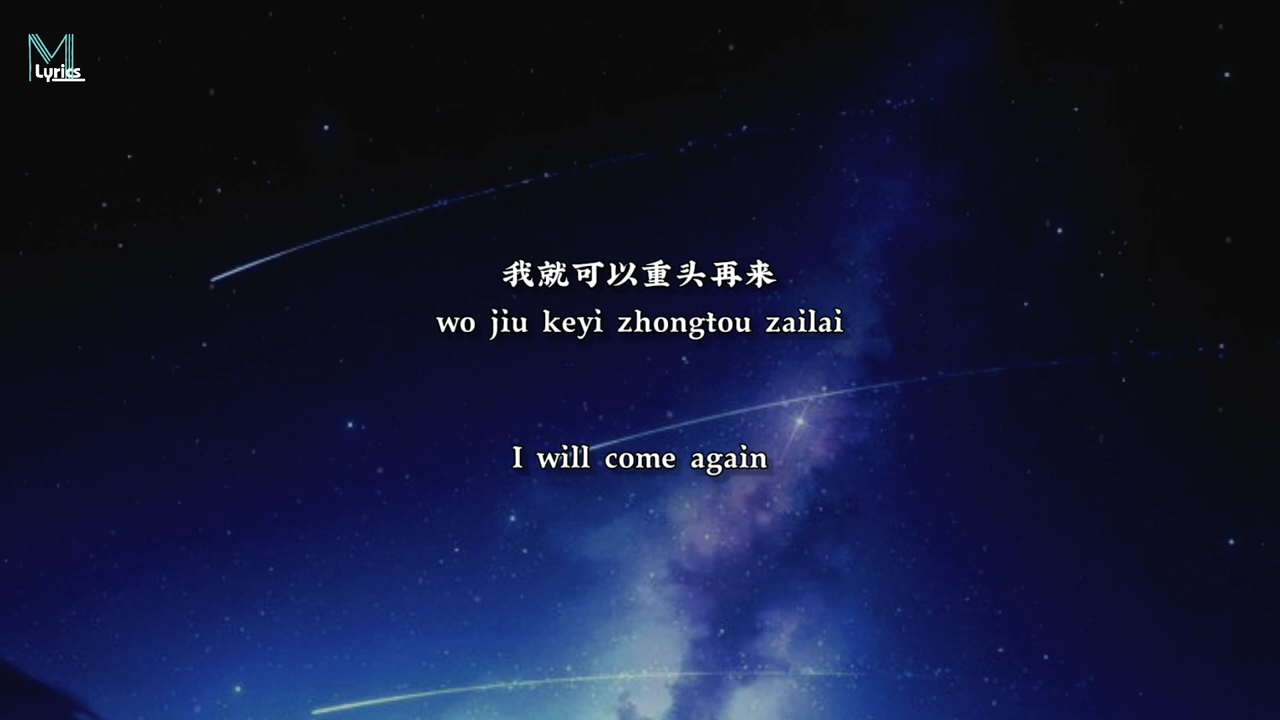 M
Lyrics
我就可以重头再来
wo jiu keyi zhongtou zailai
I will come again